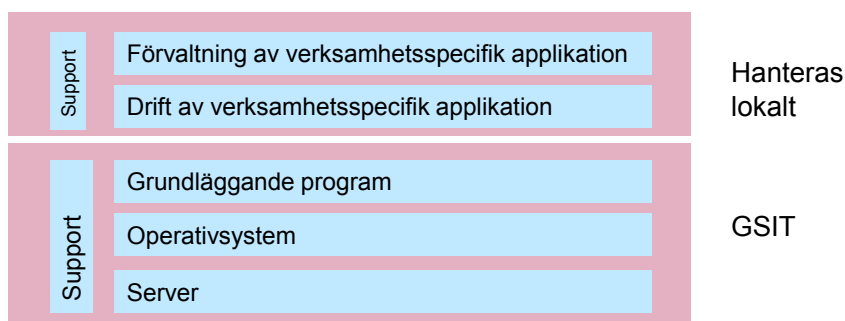 Support
Förvaltning av verksamhetsspecifik applikation
Drift av verksamhetsspecifik applikation
Hanteras
lokalt
Support
Grundläggande program
Operativsystem
Server
GSIT